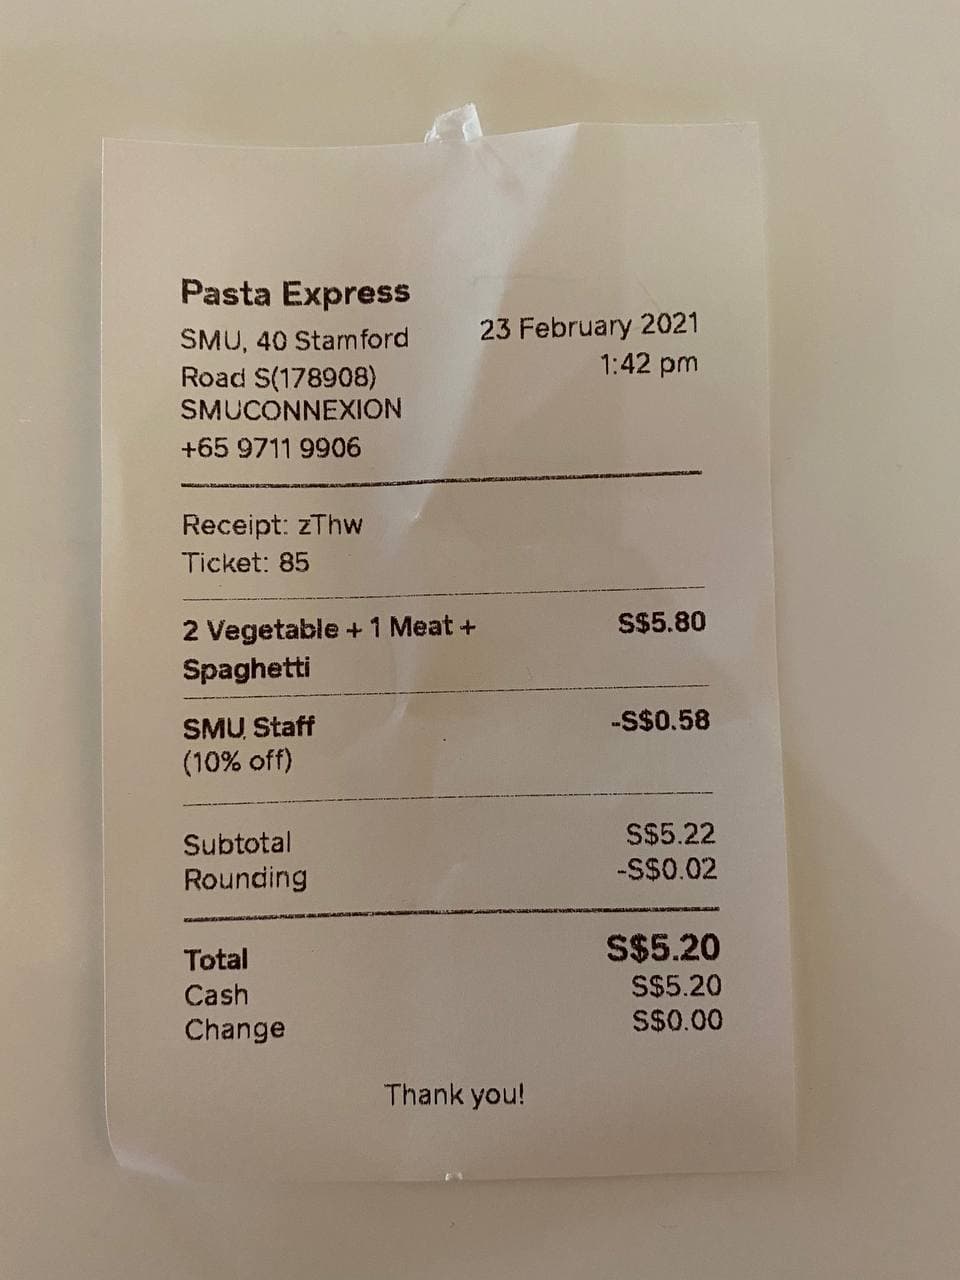 Pasta Express
SMU, 40 Stamford
Road S(178908)
SMUCONNEXION
+65 9711 9906
23 February 2021
1:42 pm
Receipt: zThw
Ticket: 85
2 Vegetable + 1 Meat + S$5.80
Spaghetti
SMU Staff -S$0.58
(10% off)
Subtotal S$5.22
Rounding -S$0.02
Total S$5.20
Cash S$5.20
Change S$0.00
Thank you!